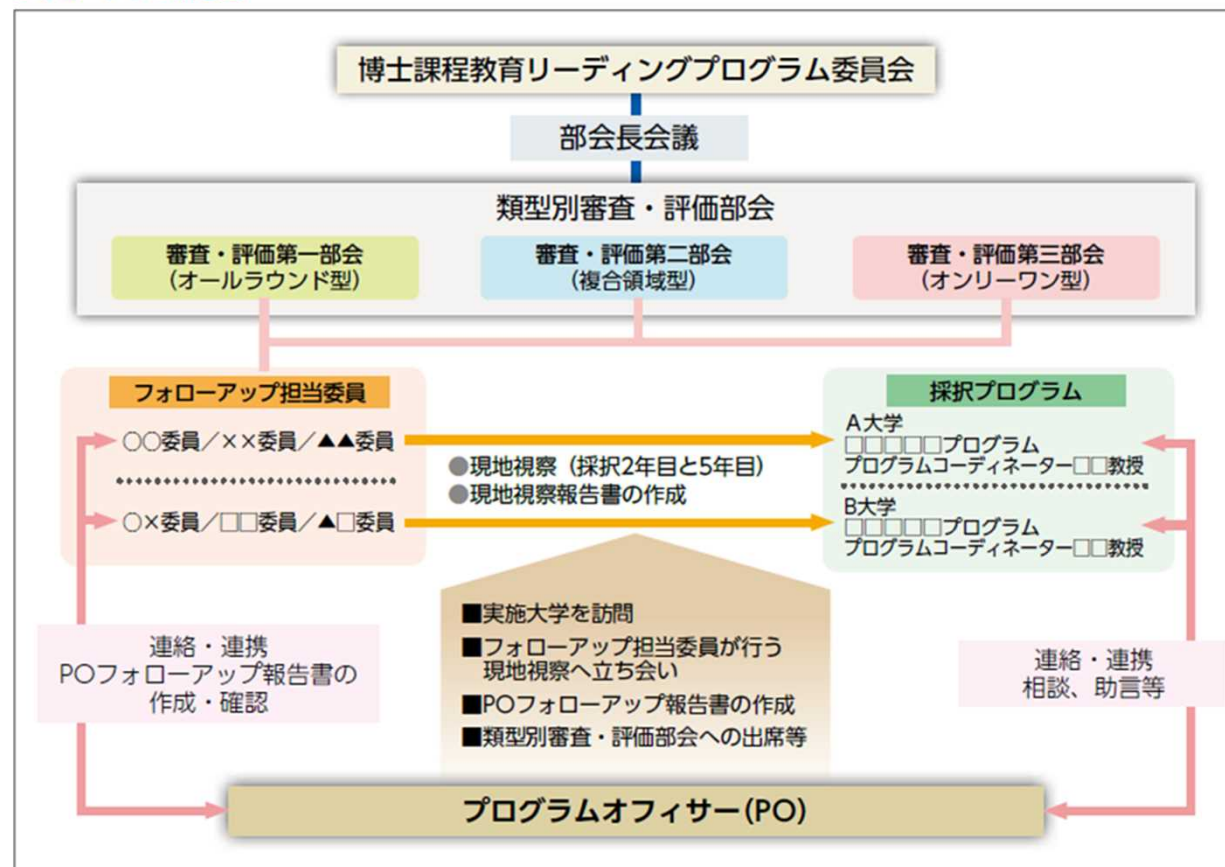 博士課程教育リーディングプログラム委員会
部会長会議
類型別審査・評価部会
審査・評価第一部会
(オールラウンド型)
審査・評価第二部会
(複合領域型)
審査・評価第三部会
(オンリーワン型)
フォローアップ担当委員
○○委員／××委員／▲▲委員
○×委員／□□委員／▲□委員
●現地視察（採択2年目と5年目）
●現地視察報告書の作成
採択プログラム
A大学
□□□□□プログラム
プログラムコーディネーター□□教授
B大学
□□□□□プログラム
プログラムコーディネーター□□教授
連絡・連携
POフォローアップ報告書の
作成・確認
■実施大学を訪問
■フォローアップ担当委員が行う
現地視察へ立ち会い
■POフォローアップ報告書の作成
■類型別審査・評価部会への出席等
連絡・連携
相談、助言等
プログラムオフィサー(PO)